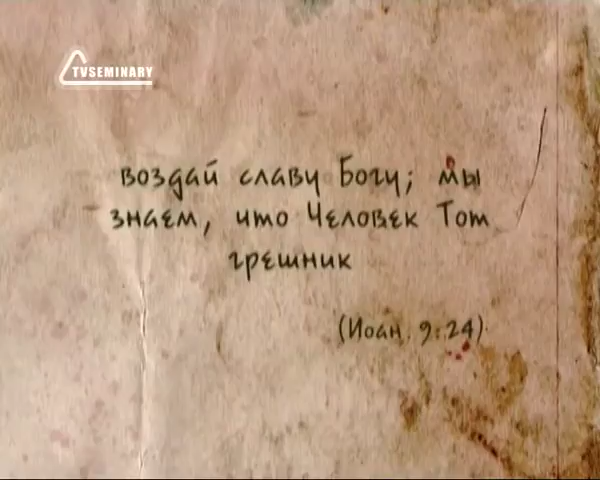 TVSEMINARY
воздай славу Богу; мы
знаем, что Человек Тот
грешник
(Иоан. 9:24)